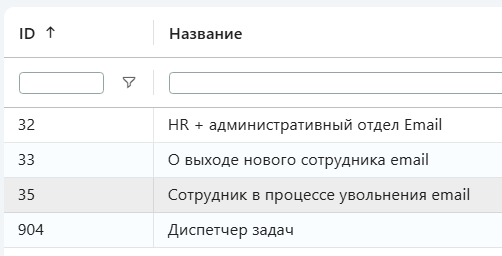 ID ↑ Название
32 HR + административный отдел Email
33 О выходе нового сотрудника email
35 Сотрудник в процессе увольнения email
904 Диспетчер задач